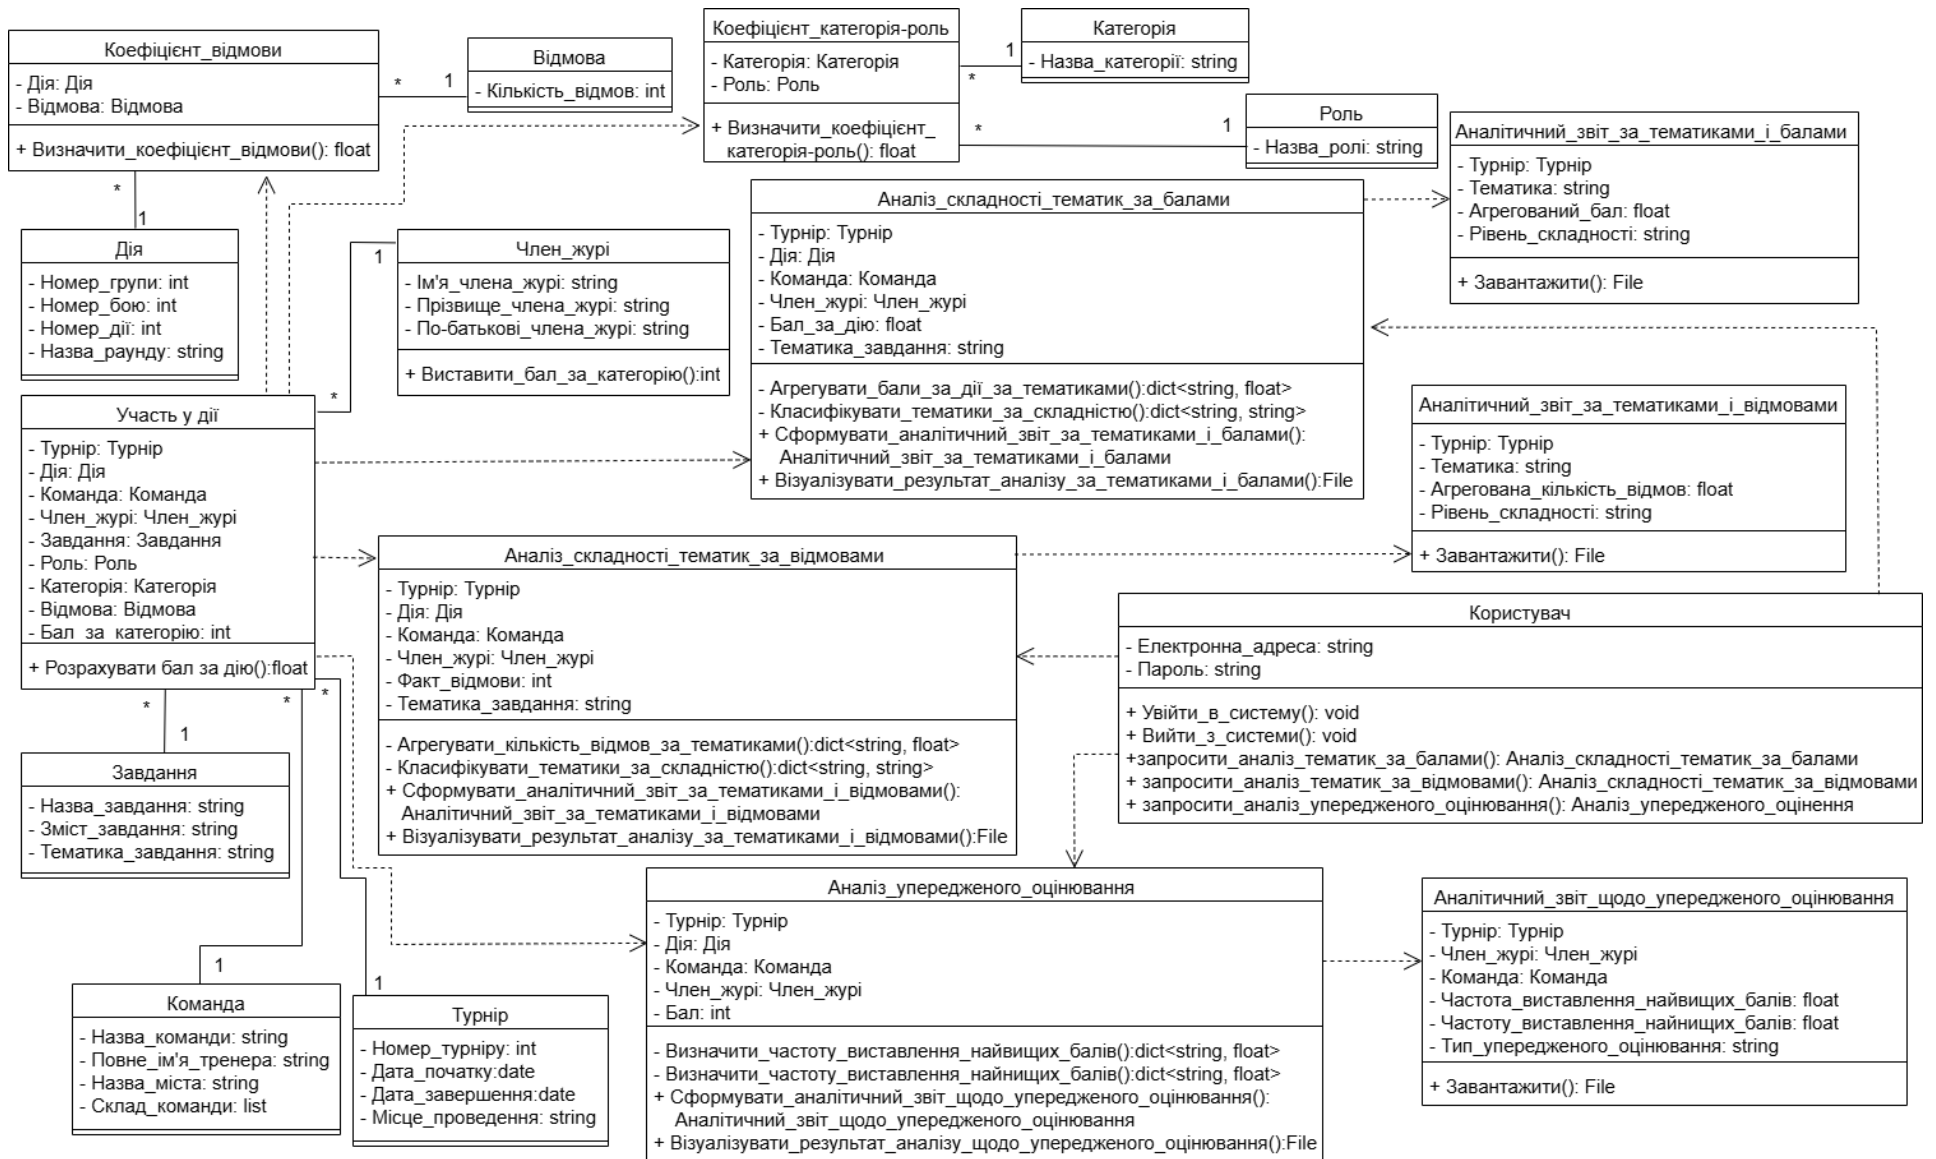 Коефіцієнт_відмови
- Дія: Дія
- Відмова: Відмова
+ Визначити_коефіцієнт_відмови(): float
*
1
Відмова
- Кількість_відмов: int
Коефіцієнт_категорія-роль
- Категорія: Категорія
- Роль: Роль
+ Визначити_коефіцієнт_
категорія-роль(): float
1
*
Категорія
- Назва_категорії: string
*
1
Роль
- Назва_ролі: string
Аналітичний_звіт_за_тематиками_і_балами
- Турнір: Турнір
- Тематика: string
- Агрегований_бал: float
- Рівень_складності: string
+ Завантажити(): File
*
1
Дія
- Номер_групи: int
- Номер_бою: int
- Номер_дії: int
- Назва_раунду: string
1
*
Член_журі
- Ім'я_члена_журі: string
- Прізвище_члена_журі: string
- По-батькові_члена_журі: string
+ Виставити_бал_за_категорію():int
Аналіз_складності_тематик_за_балами
- Турнір: Турнір
- Дія: Дія
- Команда: Команда
- Член_журі: Член_журі
- Бал_за_дію: float
- Тематика_завдання: string
- Агрегувати_бали_за_дії_за_тематиками():dict<string, float>
- Класифікувати_тематики_за_складністю():dict<string, string>
+ Сформувати_аналітичний_звіт_за_тематиками_і_балами():
Аналітичний_звіт_за_тематиками_і_балами
+ Візуалізувати_результат_аналізу_за_тематиками_і_балами():File
Аналітичний_звіт_за_тематиками_і_відмовами
- Турнір: Турнір
- Тематика: string
- Агрегована_кількість_відмов: float
- Рівень_складності: string
+ Завантажити(): File
Участь у дії
- Турнір: Турнір
- Дія: Дія
- Команда: Команда
- Член_журі: Член_журі
- Завдання: Завдання
- Роль: Роль
- Категорія: Категорія
- Відмова: Відмова
- Бал_за_категорію: int
+ Розрахувати бал за дію():float
Аналіз_складності_тематик_за_відмовами
- Турнір: Турнір
- Дія: Дія
- Команда: Команда
- Член_журі: Член_журі
- Факт_відмови: int
- Тематика_завдання: string
- Агрегувати_кількість_відмов_за_тематиками():dict<string, float>
- Класифікувати_тематики_за_складністю():dict<string, string>
+ Сформувати_аналітичний_звіт_за_тематиками_і_відмовами():
Аналітичний_звіт_за_тематиками_і_відмовами
+ Візуалізувати_результат_аналізу_за_тематиками_і_відмовами():File
Користувач
- Електронна_адреса: string
- Пароль: string
+ Увійти_в_систему(): void
+ Вийти_з_системи(): void
+запросити_аналіз_тематик_за_балами(): Аналіз_складності_тематик_за_балами
+ запросити_аналіз_тематик_за_відмовами(): Аналіз_складності_тематик_за_відмовами
+ запросити_аналіз_упередженого_оцінювання(): Аналіз_упередженого_оцінення
*
*
*
1
Завдання
- Назва_завдання: string
- Зміст_завдання: string
- Тематика_завдання: string
1
Команда
- Назва_команди: string
- Повне_ім'я_тренера: string
- Назва_міста: string
- Склад_команди: list
1
Турнір
- Номер_турніру: int
- Дата_початку:date
- Дата_завершення:date
- Місце_проведення: string
Аналіз_упередженого_оцінювання
- Турнір: Турнір
- Дія: Дія
- Команда: Команда
- Член_журі: Член_журі
- Бал: int
- Визначити_частоту_виставлення_найвищих_балів():dict<string, float>
- Визначити_частоту_виставлення_найнищих_балів():dict<string, float>
+ Сформувати_аналітичний_звіт_щодо_упередженого_оцінювання():
Аналітичний_звіт_щодо_упередженого_оцінювання
+ Візуалізувати_результат_аналізу_щодо_упередженого_оцінювання():File
Аналітичний_звіт_щодо_упередженого_оцінювання
- Турнір: Турнір
- Член_журі: Член_журі
- Команда: Команда
- Частота_виставлення_найвищих_балів: float
- Частоту_виставлення_найнищих_балів: float
- Тип_упередженого_оцінювання: string
+ Завантажити(): File